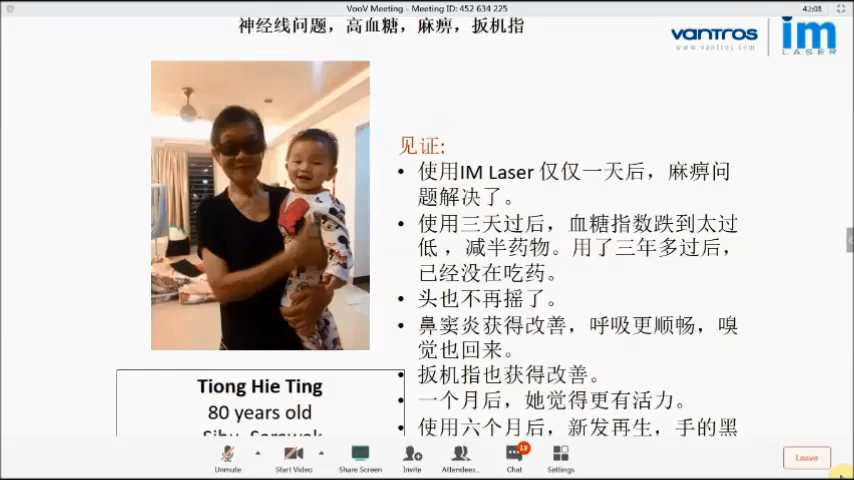 VooV Meeting - Meeting ID: 452 634 225
神经线问题，高血糖，麻痹，扳机指
vantros
www.vantros.com
im
LASER
见证:
• 使用IM Laser 仅仅一天后，麻痹问
题解决了。
• 使用三天过后，血糖指数跌到太过
低 ，减半药物。用了三年多过后，
已经没在吃药。
• 头也不再摇了。
• 鼻窦炎获得改善，呼吸更顺畅，嗅
觉也回来。
• 扳机指也获得改善。
• 一个月后，她觉得更有活力。
• 使用六个月后，新发再生，手的黑
Tiong Hie Ting
80 years old
Sibu, Sarawak
Unmute
Start Video
Share Screen
Invite
Attendees...
Chat
13
Settings
Leave